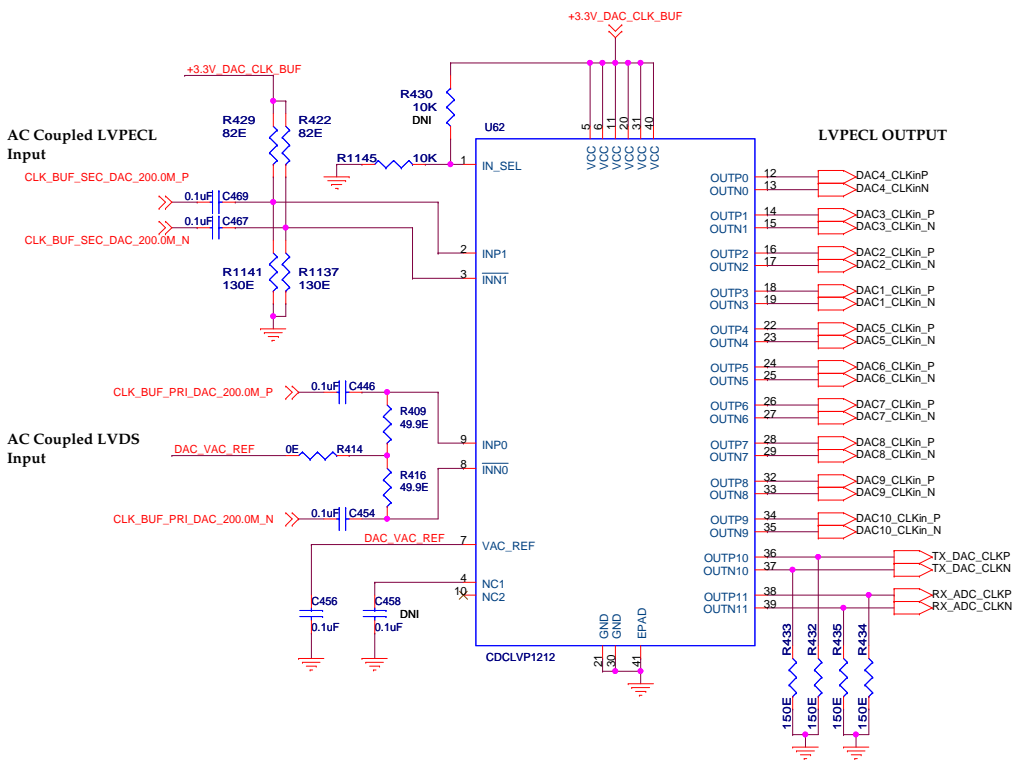 +3.3V_DAC_CLK_BUF
+3.3V_DAC_CLK_BUF
R430
10K
DNI
R429
82E
R422
82E
AC Coupled LVPECL
Input
LVPECL OUTPUT
U62
5
6
11
20
31
40
VCC
VCC
VCC
VCC
VCC
VCC
R1145
10K
1
IN_SEL
CLK_BUF_SEC_DAC_200.0M_P
0.1uF
C469
0.1uF
C467
CLK_BUF_SEC_DAC_200.0M_N
2
INP1
3
INN1
R1141
130E
R1137
130E
OUTP0
12
DAC4_CLKinP
OUTN0
13
DAC4_CLKinN
OUTP1
14
DAC3_CLKin_P
OUTN1
15
DAC3_CLKin_N
OUTP2
16
DAC2_CLKin_P
OUTN2
17
DAC2_CLKin_N
OUTP3
18
DAC1_CLKin_P
OUTN3
19
DAC1_CLKin_N
OUTP4
22
DAC5_CLKin_P
OUTN4
23
DAC5_CLKin_N
OUTP5
24
DAC6_CLKin_P
OUTN5
25
DAC6_CLKin_N
OUTP6
26
DAC7_CLKin_P
OUTN6
27
DAC7_CLKin_N
OUTP7
28
DAC8_CLKin_P
OUTN7
29
DAC8_CLKin_N
OUTP8
32
DAC9_CLKin_P
OUTN8
33
DAC9_CLKin_N
OUTP9
34
DAC10_CLKin_P
OUTN9
35
DAC10_CLKin_N
OUTP10
36
TX_DAC_CLKP
OUTN10
37
TX_DAC_CLKN
OUTP11
38
RX_ADC_CLKP
OUTN11
39
RX_ADC_CLKN
CLK_BUF_PRI_DAC_200.0M_P
0.1uF
C446
R409
49.9E
AC Coupled LVDS
Input
DAC_VAC_REF
0E
R414
9
INP0
8
INN0
R416
49.9E
CLK_BUF_PRI_DAC_200.0M_N
0.1uF
C454
DAC_VAC_REF
7
VAC_REF
4
NC1
10
NC2
C456
0.1uF
C458
DNI
0.1uF
GND
GND
EPAD
21
30
41
CDCLVP1212
R433
R432
R435
R434
150E
150E
150E
150E